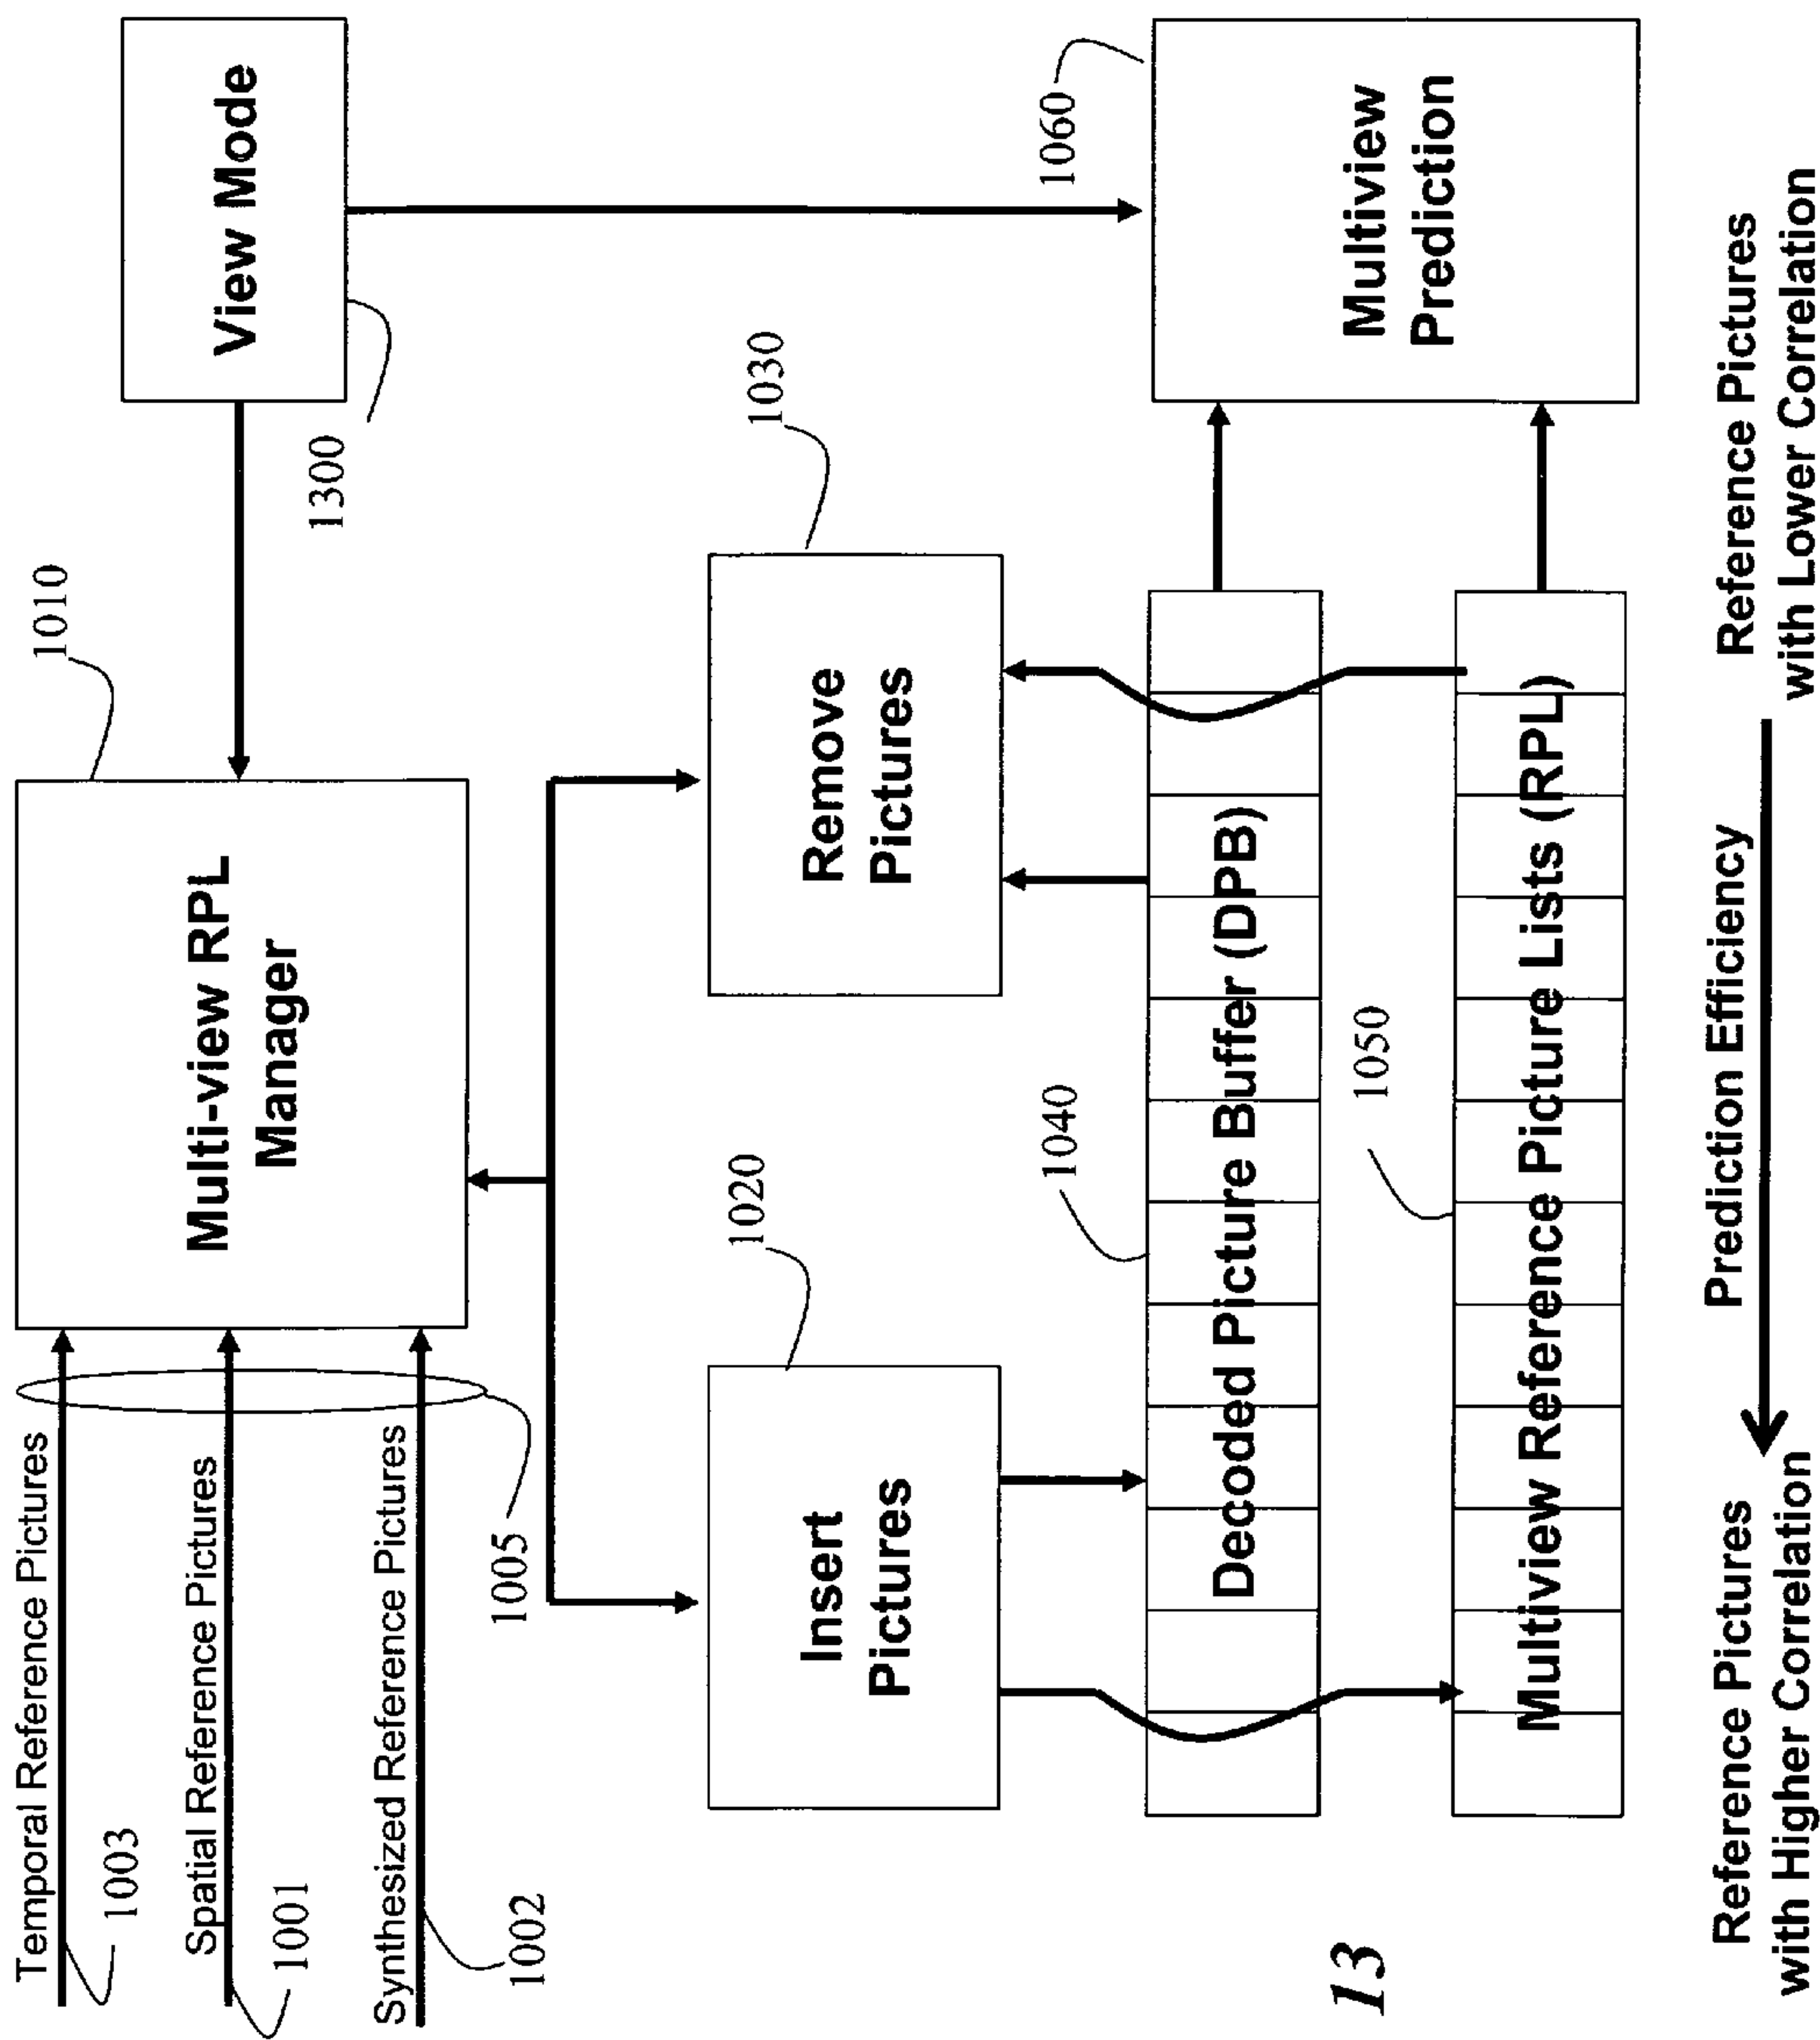 Temporal Reference Pictures
1003
Spatial Reference Pictures
1001
Synthesized Reference Pictures
1002
1005
Multi-view RPL
Manager
1010
View Mode
1300
Insert
Pictures
1020
Remove
Pictures
1030
Decoded Picture Buffer (DPB)
1040
Multiview Reference Picture Lists (RPL)
1050
Multiview
Prediction
1060
13
Reference Pictures
with Higher Correlation
Prediction Efficiency
Reference Pictures
with Lower Correlation